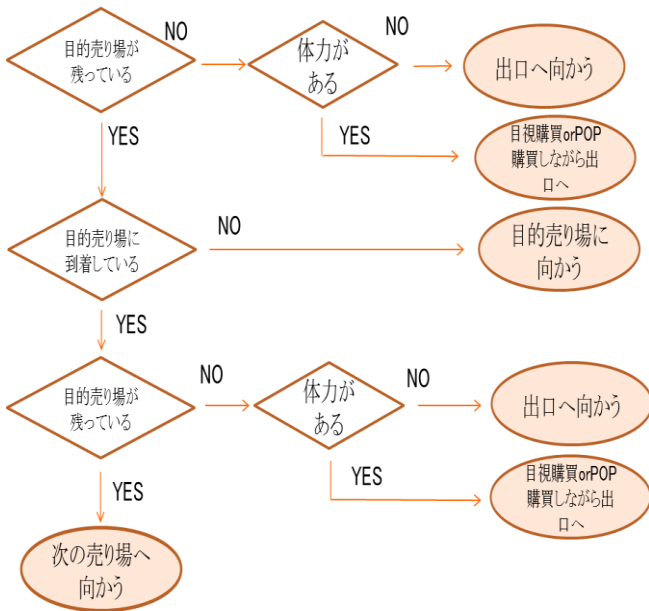 目的売り場が
残っている
NO
体力が
ある
NO
出口へ向かう
YES
YES
目視購買orPOP
購買しながら出
口へ
目的売り場に
到着している
NO
目的売り場に
向かう
YES
目的売り場が
残っている
NO
体力が
ある
NO
出口へ向かう
YES
YES
目視購買orPOP
購買しながら出
口へ
次の売り場へ
向かう